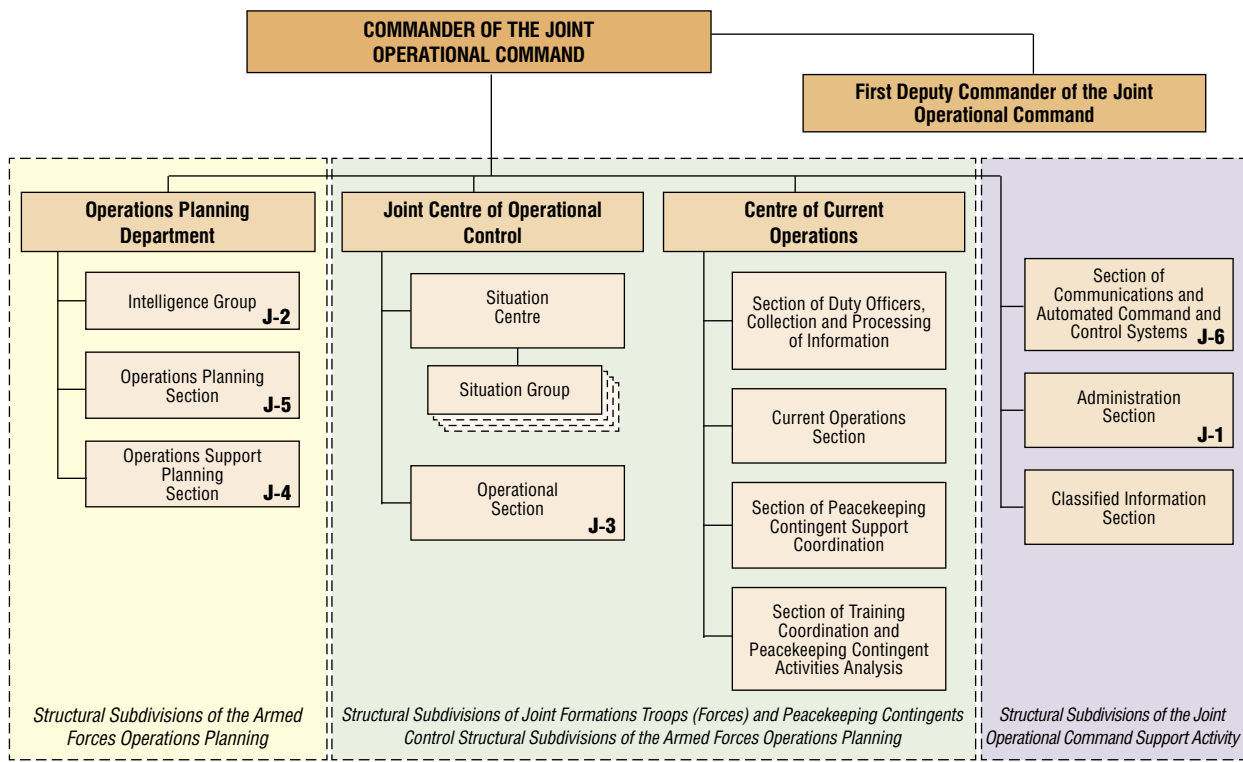 COMMANDER OF THE JOINT
OPERATIONAL COMMAND
First Deputy Commander of the Joint
Operational Command
Operations Planning
Department
Intelligence Group
J-2
Operations Planning
Section
J-5
Operations Support
Planning
Section
J-4
Structural Subdivisions of the Armed
Forces Operations Planning
Joint Centre of Operational
Control
Situation
Centre
Situation Group
Operational
Section
J-3
Centre of Current
Operations
Section of Duty Officers,
Collection and Processing
of Information
Current Operations
Section
Section of Peacekeeping
Contingent Support
Coordination
Section of Training
Coordination and
Peacekeeping Contingent
Activities Analysis
Structural Subdivisions of Joint Formations Troops (Forces) and Peacekeeping Contingents
Control Structural Subdivisions of the Armed Forces Operations Planning
Section of
Communications and
Automated Command and
Control Systems J-6
Administration
Section
J-1
Classified Information
Section
Structural Subdivisions of the Joint
Operational Command Support Activity